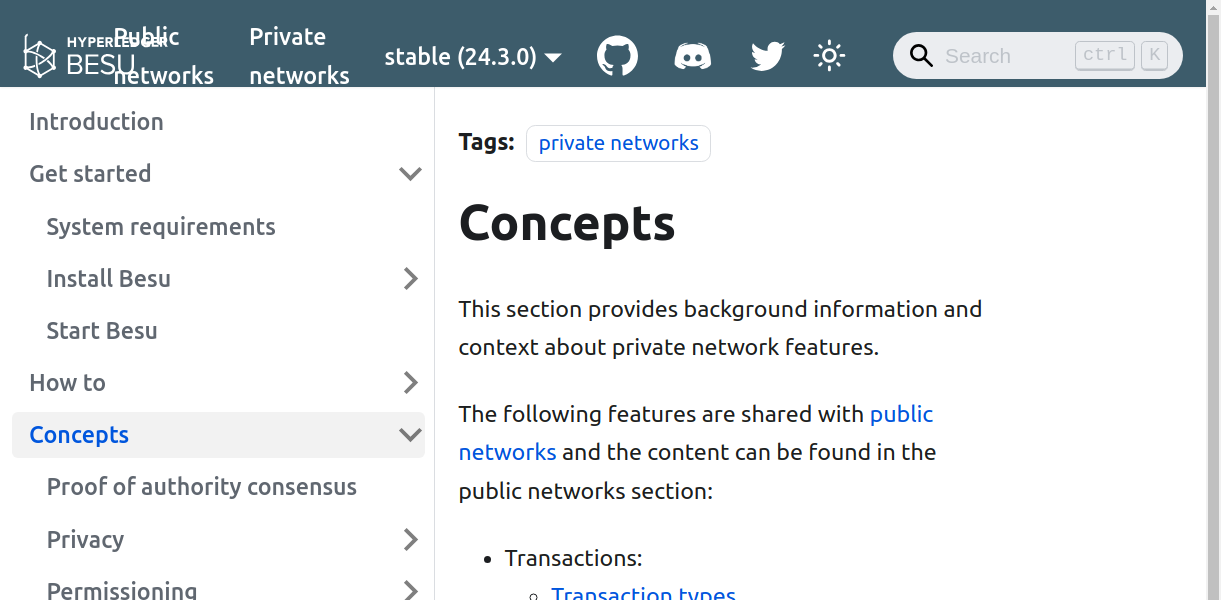 HYPERLEDGER
BESU
Public networks
Private networks
stable (24.3.0)
Search
ctrl K
Introduction
Get started
System requirements
Install Besu
Start Besu
How to
Concepts
Proof of authority consensus
Privacy
Permissioning
Tags: private networks
Concepts
This section provides background information and
context about private network features.
The following features are shared with public
networks and the content can be found in the
public networks section:
Transactions:
Transaction types